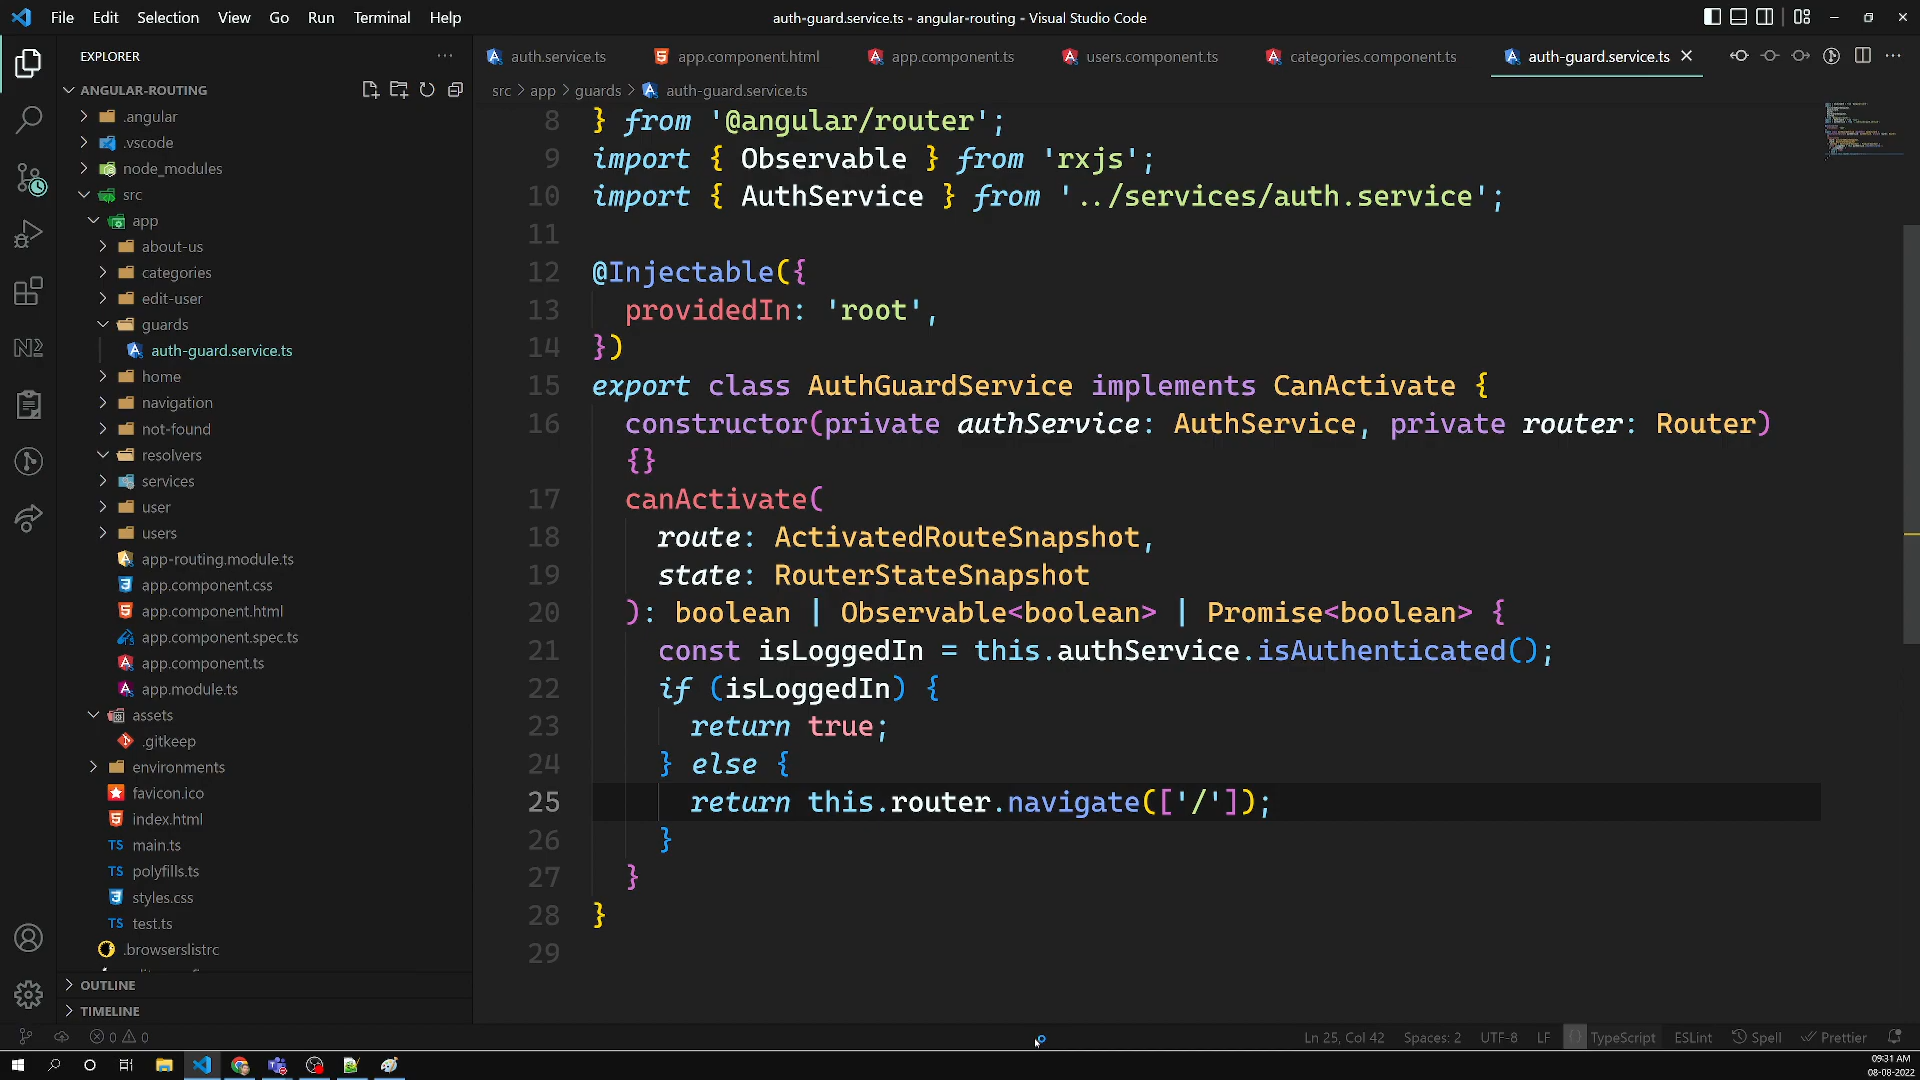 File Edit Selection View Go Run Terminal Help
auth-guard.service.ts - angular-routing - Visual Studio Code
EXPLORER
ANGULAR-ROUTING
.angular
.vscode
node_modules
src
app
about-us
categories
edit-user
guards
auth-guard.service.ts
home
navigation
not-found
resolvers
services
user
users
app-routing.module.ts
app.component.css
app.component.html
app.component.spec.ts
app.component.ts
app.module.ts
assets
.gitkeep
environments
favicon.ico
index.html
main.ts
polyfills.ts
styles.css
test.ts
.browserslistrc
OUTLINE
TIMELINE
auth.service.ts app.component.html app.component.ts users.component.ts categories.component.ts auth-guard.service.ts
src > app > guards > auth-guard.service.ts
8 } from '@angular/router';
9 import { Observable } from 'rxjs';
10 import { AuthService } from '../services/auth.service';
11
12 @Injectable({
13 providedIn: 'root',
14 })
15 export class AuthGuardService implements CanActivate {
16 constructor(private authService: AuthService, private router: Router)
{}
17 canActivate(
18 route: ActivatedRouteSnapshot,
19 state: RouterStateSnapshot
20 ): boolean | Observable<boolean> | Promise<boolean> {
21 const isLoggedIn = this.authService.isAuthenticated();
22 if (isLoggedIn) {
23 return true;
24 } else {
25 return this.router.navigate(['/']);
26 }
27 }
28 }
29
0 0
Ln 25, Col 42 Spaces: 2 UTF-8 LF {} TypeScript ESLint Spell Prettier
09:31 AM
08-08-2022